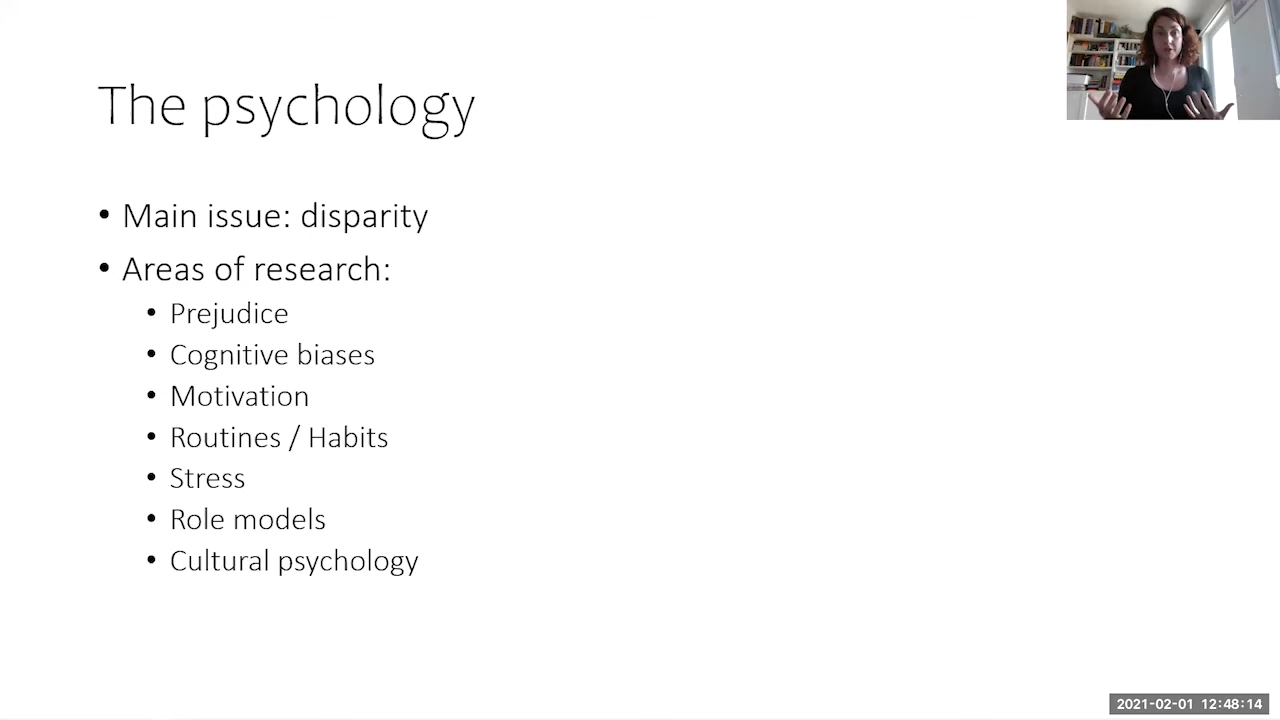 The psychology
• Main issue: disparity
• Areas of research:
• Prejudice
• Cognitive biases
• Motivation
• Routines / Habits
• Stress
• Role models
• Cultural psychology
2021-02-01 12:48:14